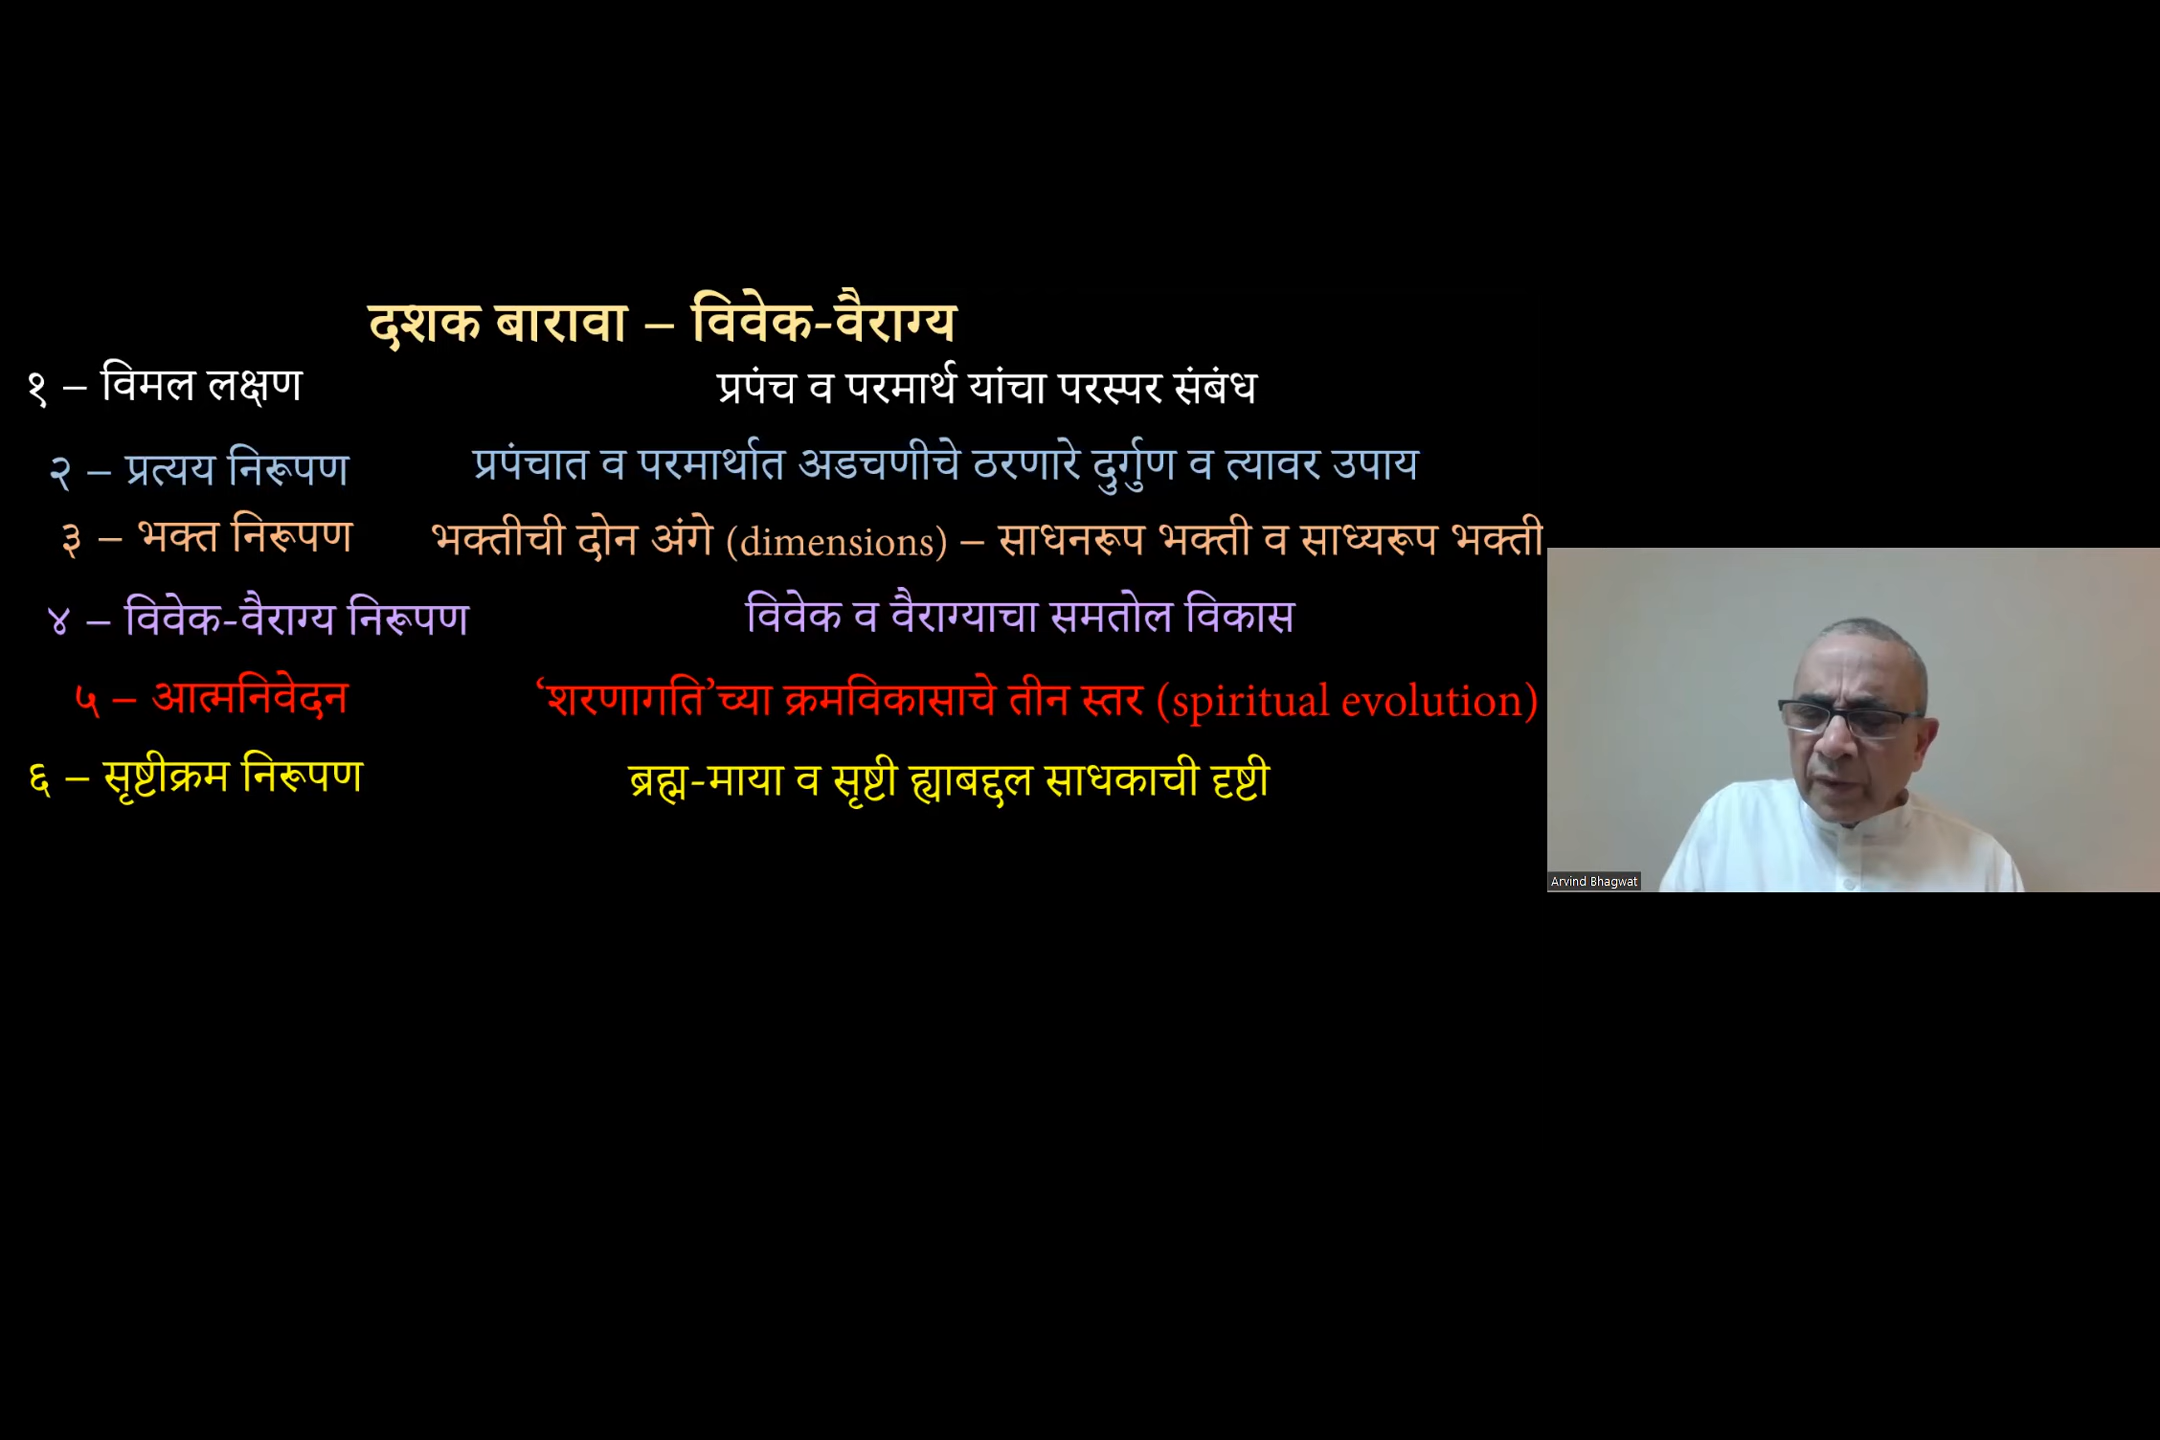 दशक बारावा – विवेक-वैराग्य
१ – विमल लक्षण प्रपंच व परमार्थ यांचा परस्पर संबंध
२ – प्रत्यय निरूपण प्रपंचात व परमार्थात अडचणीचे ठरणारे दुर्गुण व त्यावर उपाय
३ – भक्त निरूपण भक्तीची दोन अंगे (dimensions) – साधनरूप भक्ती व साध्यरूप भक्ती
४ – विवेक-वैराग्य निरूपण विवेक व वैराग्याचा समतोल विकास
५ – आत्मनिवेदन ‘शरणागति’च्या क्रमविकासाचे तीन स्तर (spiritual evolution)
६ – सृष्टीक्रम निरूपण ब्रह्म-माया व सृष्टी ह्याबद्दल साधकाची दृष्टी
Arvind Bhagwat